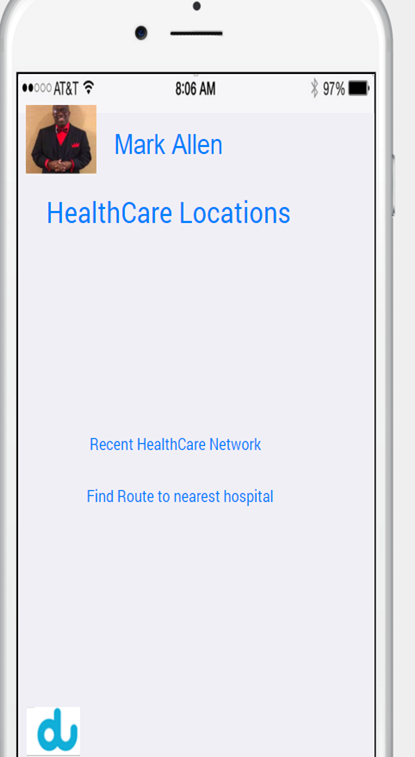 AT&T 8:06 AM 97%
Mark Allen
HealthCare Locations
Recent HealthCare Network
Find Route to nearest hospital
du